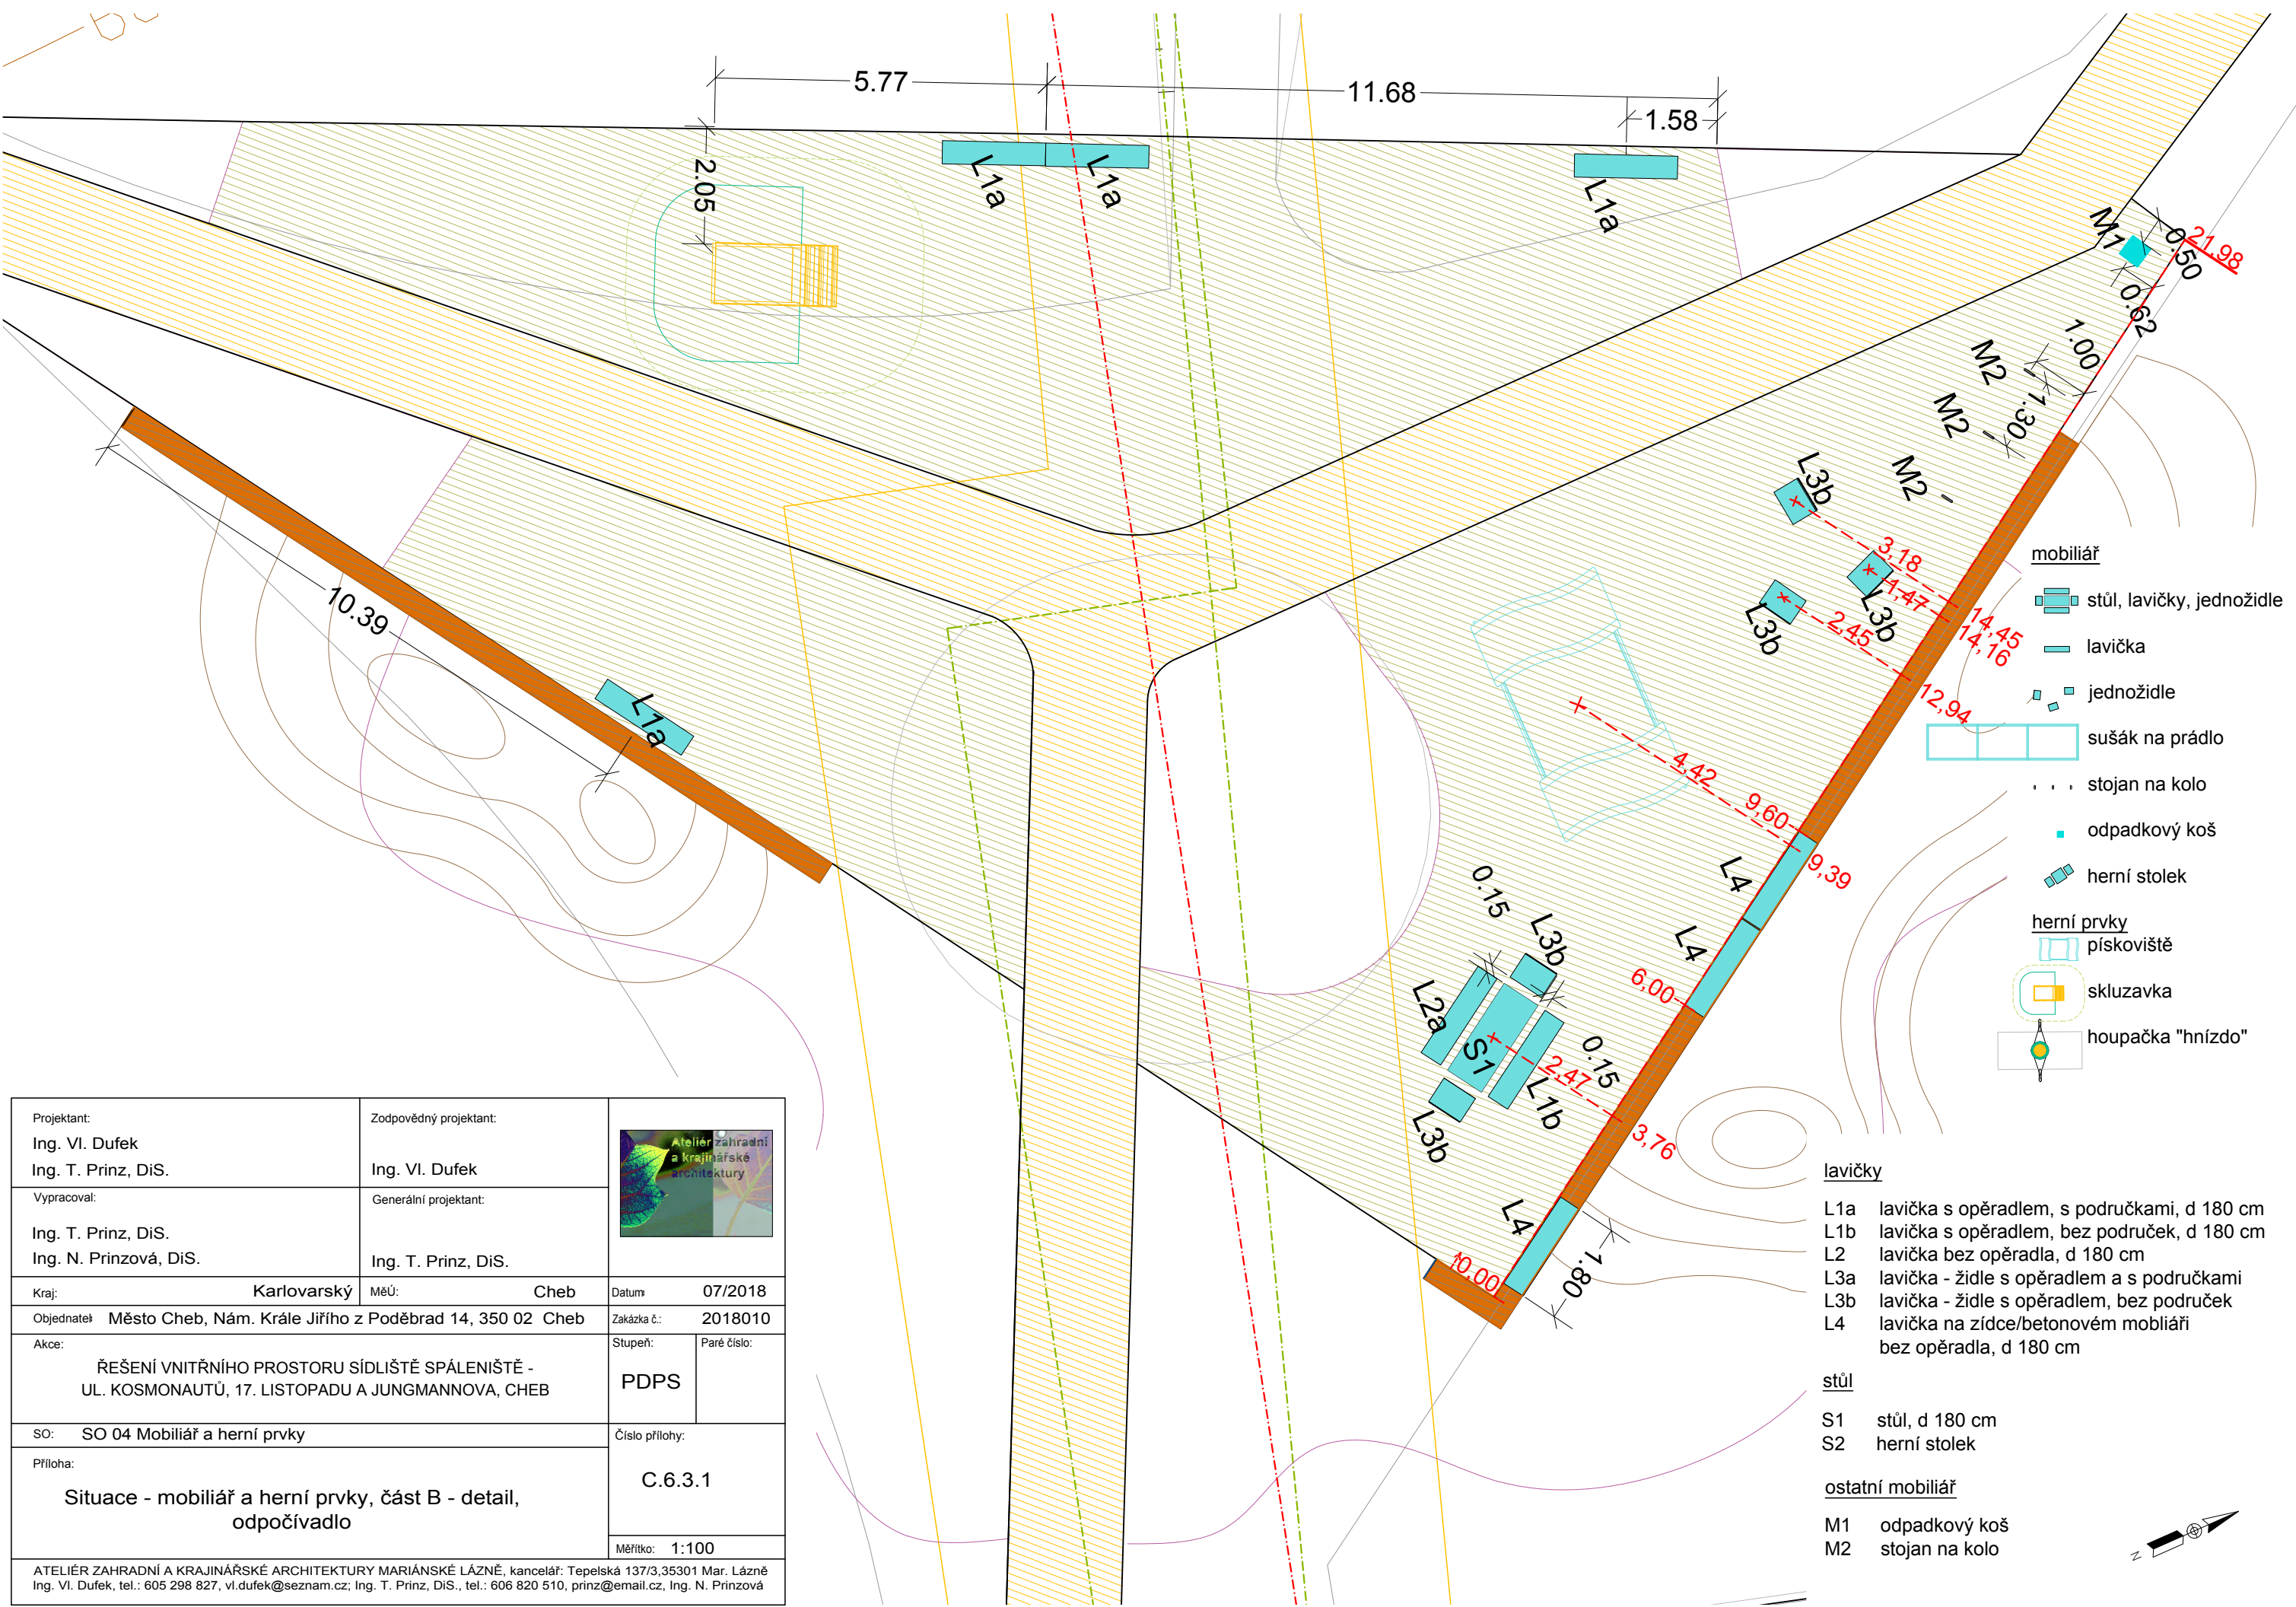 5.77
11.68
1.58
2.05
L1a
L1a
L1a
M1
0.50
21,98
0.62
1.00
M2
1.30
M2
M2
L3b
3,18
1,47
L3b
L3b
2,45
14,45
14,16
12,94
10.39
L1a
4,42
9,60
9,39
L4
L4
0.15
L3b
L2a
S1
6,00
0.15
2,47
L1b
L3b
3,76
L4
0,00
1.80
mobiliář
stůl, lavičky, jednožidle
lavička
jednožidle
sušák na prádlo
stojan na kolo
odpadkový koš
herní stolek
herní prvky
pískoviště
skluzavka
houpačka "hnízdo"
lavičky
L1a lavička s opěradlem, s područkami, d 180 cm
L1b lavička s opěradlem, bez područek, d 180 cm
L2 lavička bez opěradla, d 180 cm
L3a lavička - židle s opěradlem a s područkami
L3b lavička - židle s opěradlem, bez područek
L4 lavička na zídce/betonovém mobliáři
bez opěradla, d 180 cm
stůl
S1 stůl, d 180 cm
S2 herní stolek
ostatní mobiliář
M1 odpadkový koš
M2 stojan na kolo
N
Projektant:
Ing. Vl. Dufek
Ing. T. Prinz, DiS.
Zodpovědný projektant:
Ing. Vl. Dufek
Ateliér zahradní
a krajinářské
architektury
Vypracoval:
Ing. T. Prinz, DiS.
Ing. N. Prinzová, DiS.
Generální projektant:
Ing. T. Prinz, DiS.
Kraj: Karlovarský
MěÚ: Cheb
Datum: 07/2018
Objednatel: Město Cheb, Nám. Krále Jiřího z Poděbrad 14, 350 02 Cheb
Zakázka č.: 2018010
Akce:
ŘEŠENÍ VNITŘNÍHO PROSTORU SÍDLIŠTĚ SPÁLENIŠTĚ -
UL. KOSMONAUTŮ, 17. LISTOPADU A JUNGMANNOVA, CHEB
Stupeň:
PDPS
Paré číslo:
SO: SO 04 Mobiliář a herní prvky
Číslo přílohy:
C.6.3.1
Příloha:
Situace - mobiliář a herní prvky, část B - detail,
odpočívadlo
Měřítko: 1:100
ATELIÉR ZAHRADNÍ A KRAJINÁŘSKÉ ARCHITEKTURY MARIÁNSKÉ LÁZNĚ, kancelář: Tepelská 137/3,35301 Mar. Lázně
Ing. Vl. Dufek, tel.: 605 298 827, vl.dufek@seznam.cz; Ing. T. Prinz, DiS., tel.: 606 820 510, prinz@email.cz, Ing. N. Prinzová